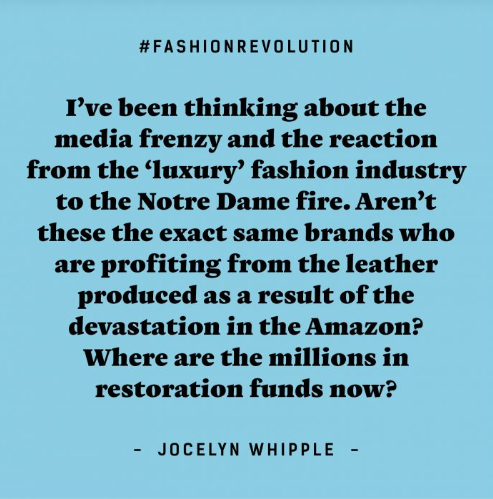 #FASHIONREVOLUTION
I’ve been thinking about the
media frenzy and the reaction
from the ‘luxury’ fashion industry
to the Notre Dame fire. Aren’t
these the exact same brands who
are profiting from the leather
produced as a result of the
devastation in the Amazon?
Where are the millions in
restoration funds now?
- JOCELYN WHIPPLE -